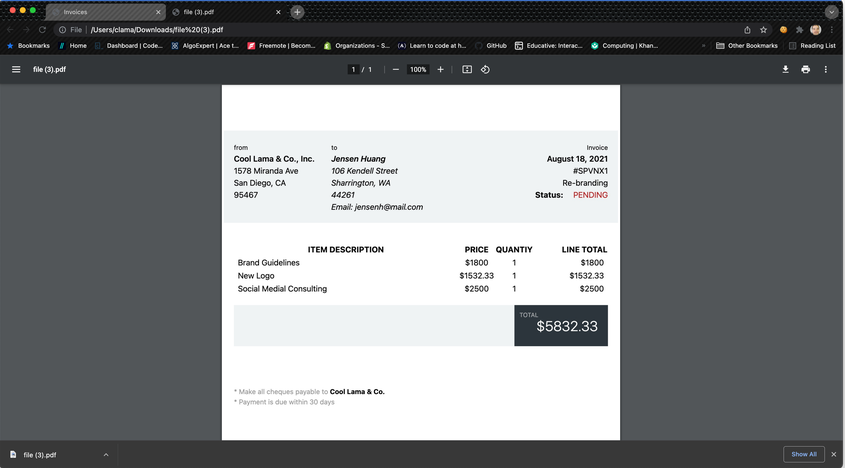 Invoices
file (3).pdf
File | /Users/clama/Downloads/file%20(3).pdf
Bookmarks
Home
Dashboard | Code...
AlgoExpert | Ace t...
Freemote | Becom...
Organizations - S...
Learn to code at h...
GitHub
Educative: Interac...
Computing | Khan...
»
Other Bookmarks
Reading List
file (3).pdf
1 / 1
100%
from
Cool Lama & Co., Inc.
1578 Miranda Ave
San Diego, CA
95467
to
Jensen Huang
106 Kendell Street
Sharrington, WA
44261
Email: jensenh@mail.com
Invoice
August 18, 2021
#SPVNX1
Re-branding
Status: PENDING
ITEM DESCRIPTION PRICE QUANTIY LINE TOTAL
Brand Guidelines $1800 1 $1800
New Logo $1532.33 1 $1532.33
Social Medial Consulting $2500 1 $2500
TOTAL
$5832.33
* Make all cheques payable to Cool Lama & Co.
* Payment is due within 30 days
file (3).pdf
Show All